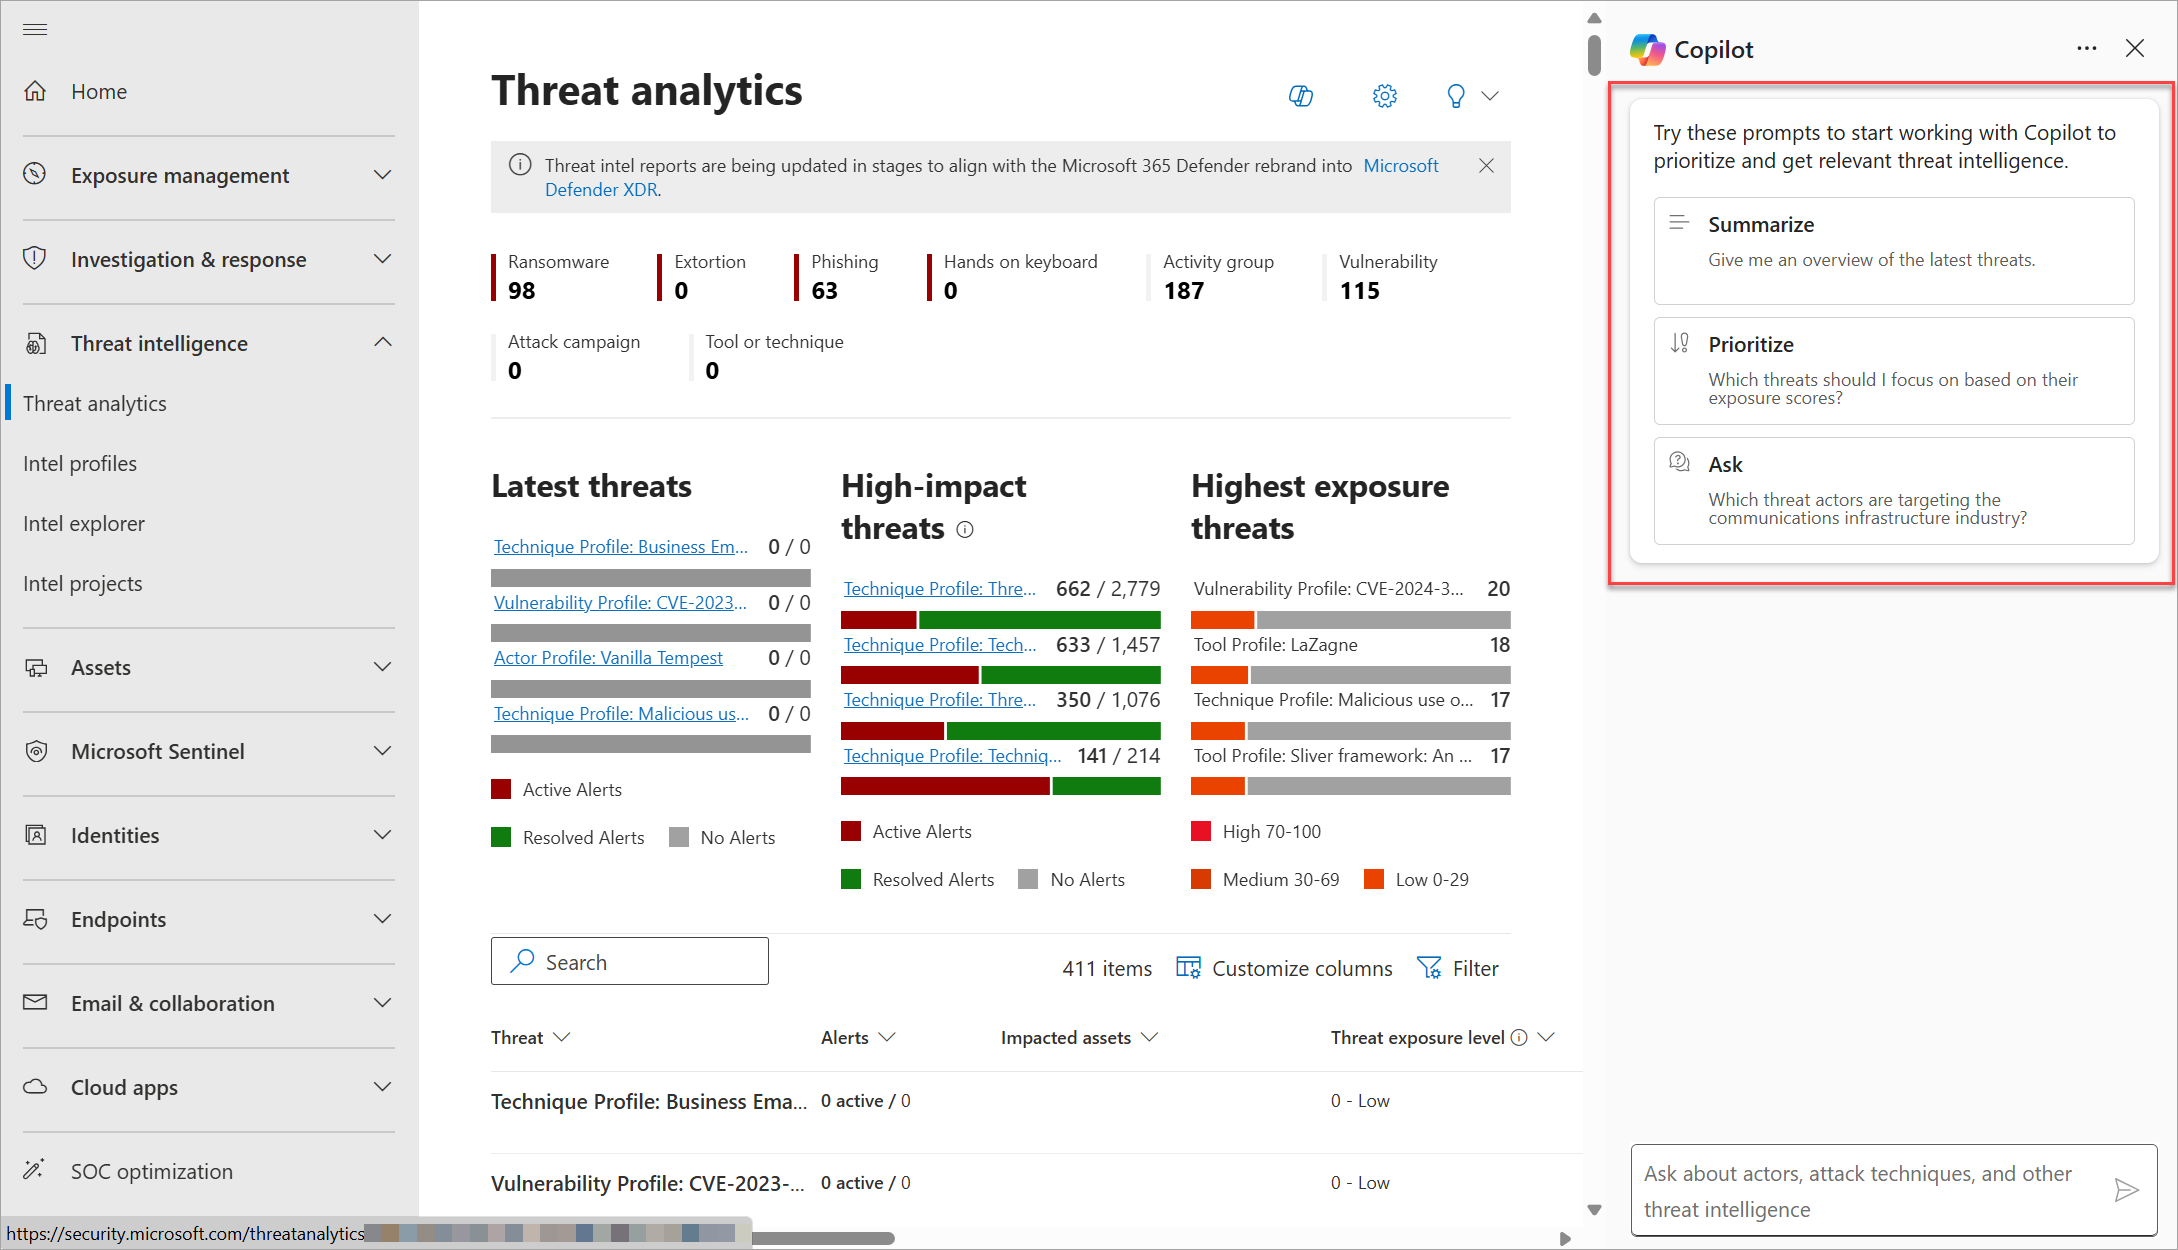 Home
Exposure management
Investigation & response
Threat intelligence
Threat analytics
Intel profiles
Intel explorer
Intel projects
Assets
Microsoft Sentinel
Identities
Endpoints
Email & collaboration
Cloud apps
SOC optimization
https://security.microsoft.com/threatanalytics
Threat analytics
Threat intel reports are being updated in stages to align with the Microsoft 365 Defender rebrand into Microsoft
Defender XDR.
Ransomware
98
Extortion
0
Phishing
63
Hands on keyboard
0
Activity group
187
Vulnerability
115
Attack campaign
0
Tool or technique
0
Latest threats
Technique Profile: Business Em... 0 / 0
Vulnerability Profile: CVE-2023... 0 / 0
Actor Profile: Vanilla Tempest 0 / 0
Technique Profile: Malicious us... 0 / 0
Active Alerts
Resolved Alerts No Alerts
High-impact
threats
Technique Profile: Thre... 662 / 2,779
Technique Profile: Tech... 633 / 1,457
Technique Profile: Thre... 350 / 1,076
Technique Profile: Techniq... 141 / 214
Active Alerts
Resolved Alerts No Alerts
Highest exposure
threats
Vulnerability Profile: CVE-2024-3... 20
Tool Profile: LaZagne 18
Technique Profile: Malicious use o... 17
Tool Profile: Sliver framework: An ... 17
High 70-100
Medium 30-69 Low 0-29
Search
411 items Customize columns Filter
Threat Alerts Impacted assets Threat exposure level
Technique Profile: Business Ema... 0 active / 0 0 - Low
Vulnerability Profile: CVE-2023-... 0 active / 0 0 - Low
Copilot
Try these prompts to start working with Copilot to
prioritize and get relevant threat intelligence.
Summarize
Give me an overview of the latest threats.
Prioritize
Which threats should I focus on based on their
exposure scores?
Ask
Which threat actors are targeting the
communications infrastructure industry?
Ask about actors, attack techniques, and other
threat intelligence